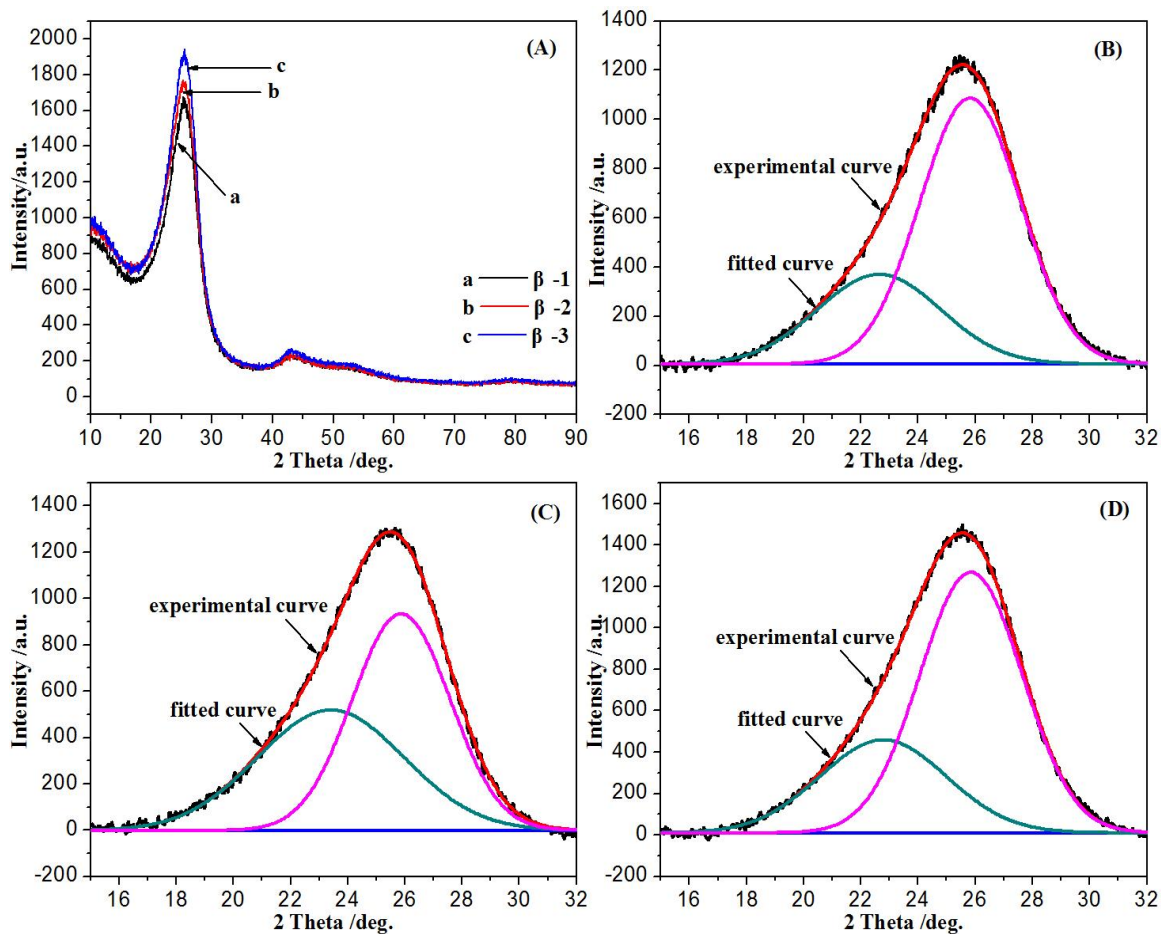 (A)
2000
1800
1600
1400
1200
1000
800
600
400
200
0
Intensity/a.u.
c
b
a
a β -1
b β -2
c β -3
10 20 30 40 50 60 70 80 90
2 Theta /deg.
(B)
1400
1200
1000
800
600
400
200
0
-200
Intensity /a.u.
experimental curve
fitted curve
16 18 20 22 24 26 28 30 32
2 Theta /deg.
(C)
1400
1200
1000
800
600
400
200
0
-200
Intensity /a.u.
experimental curve
fitted curve
16 18 20 22 24 26 28 30 32
2 Theta /deg.
(D)
1600
1400
1200
1000
800
600
400
200
0
-200
Intensity /a.u.
experimental curve
fitted curve
16 18 20 22 24 26 28 30 32
2 Theta /deg.